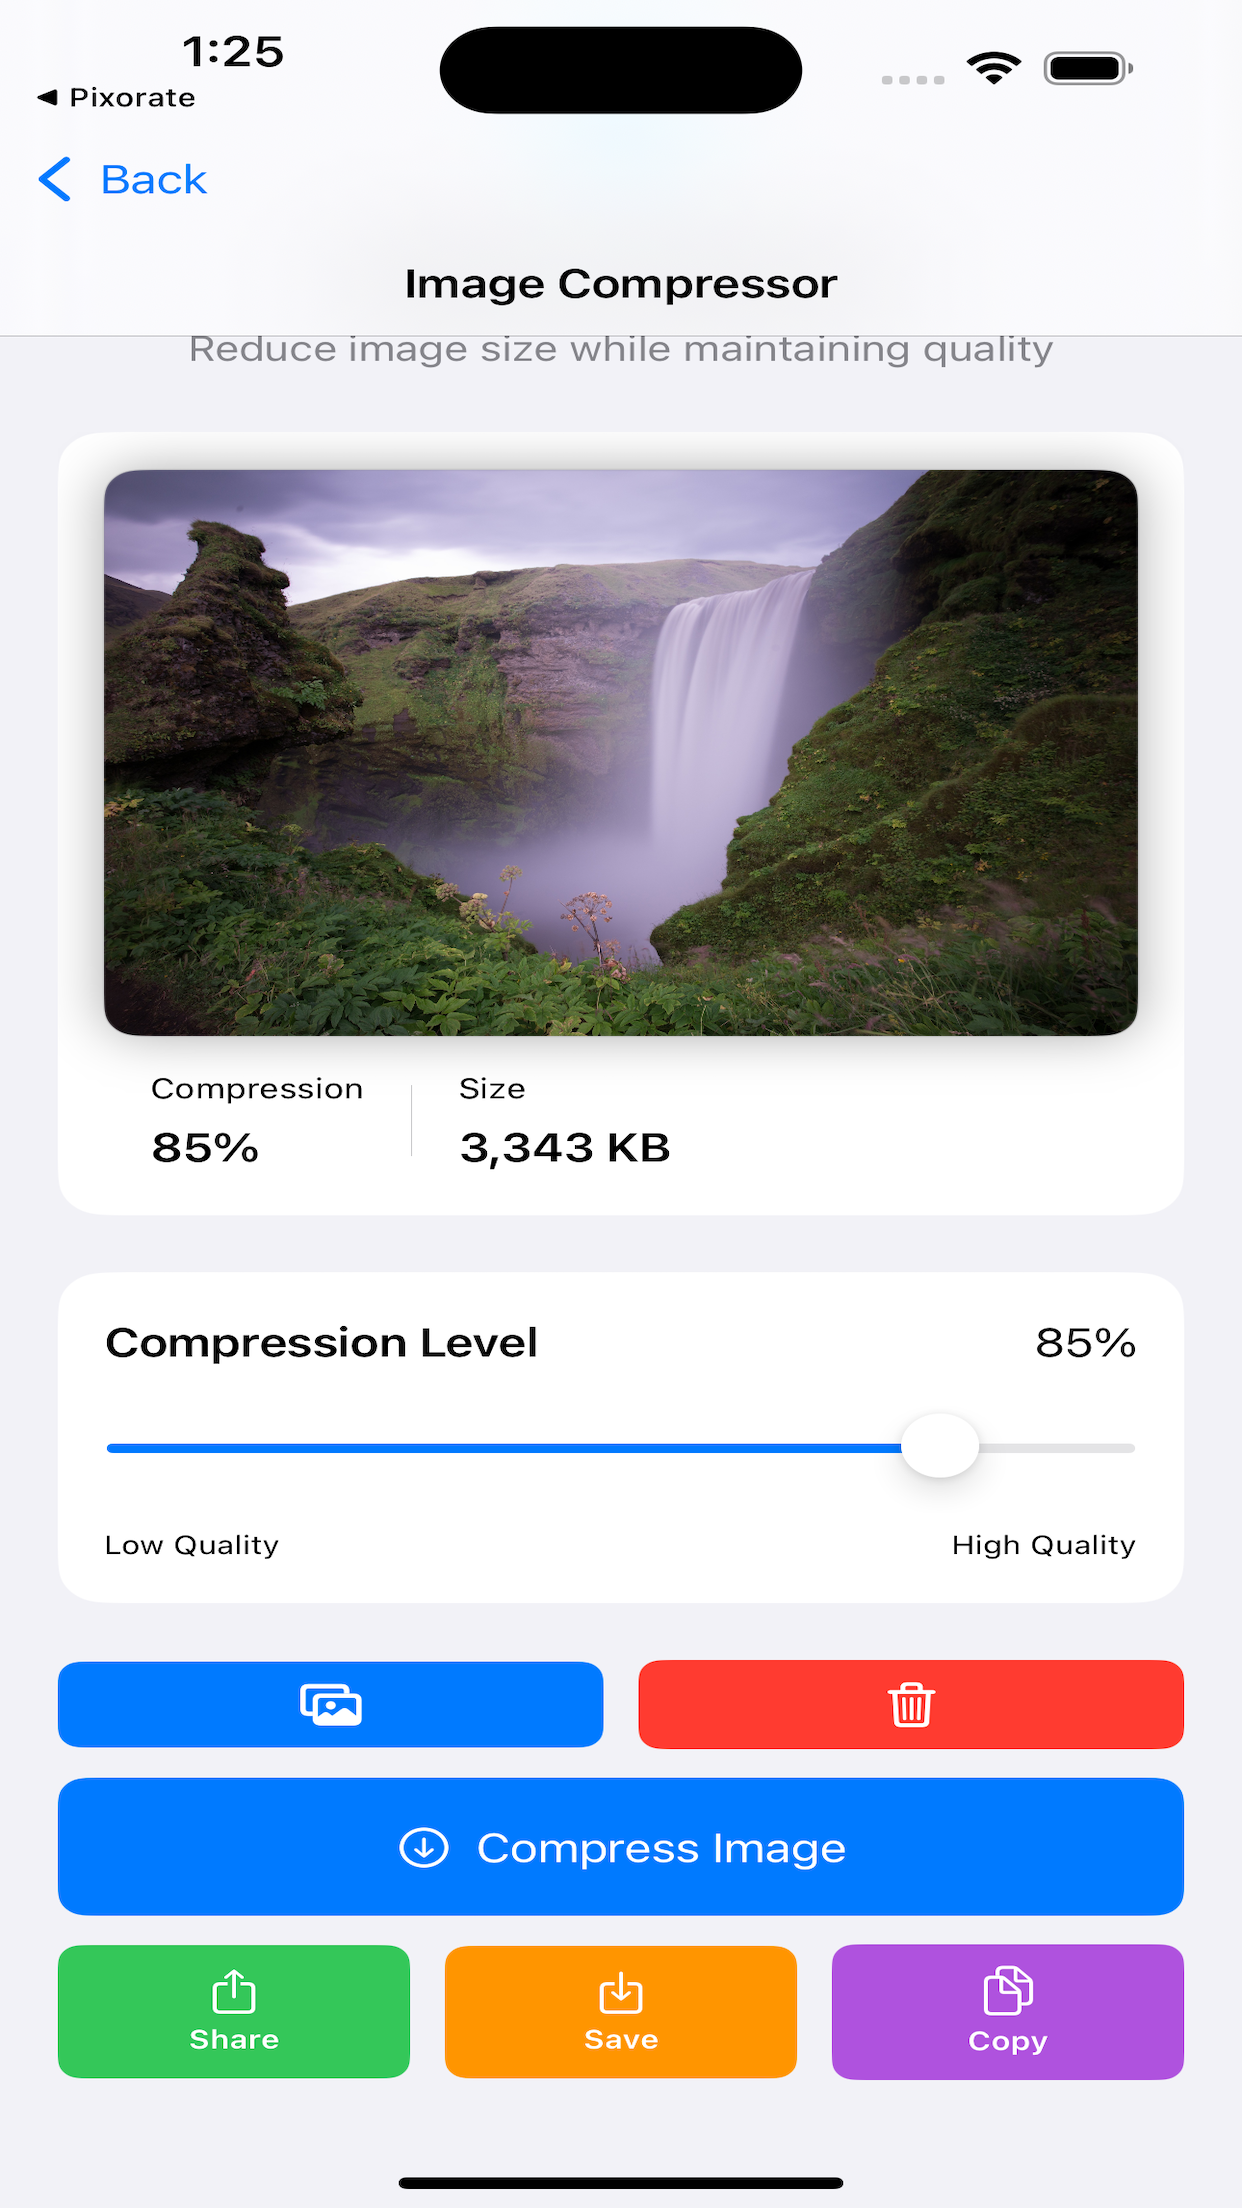 1:25
Pixorate
Back
Image Compressor
Reduce image size while maintaining quality
Compression
Size
85%
3,343 KB
Compression Level
85%
Low Quality
High Quality
Compress Image
Share
Save
Copy